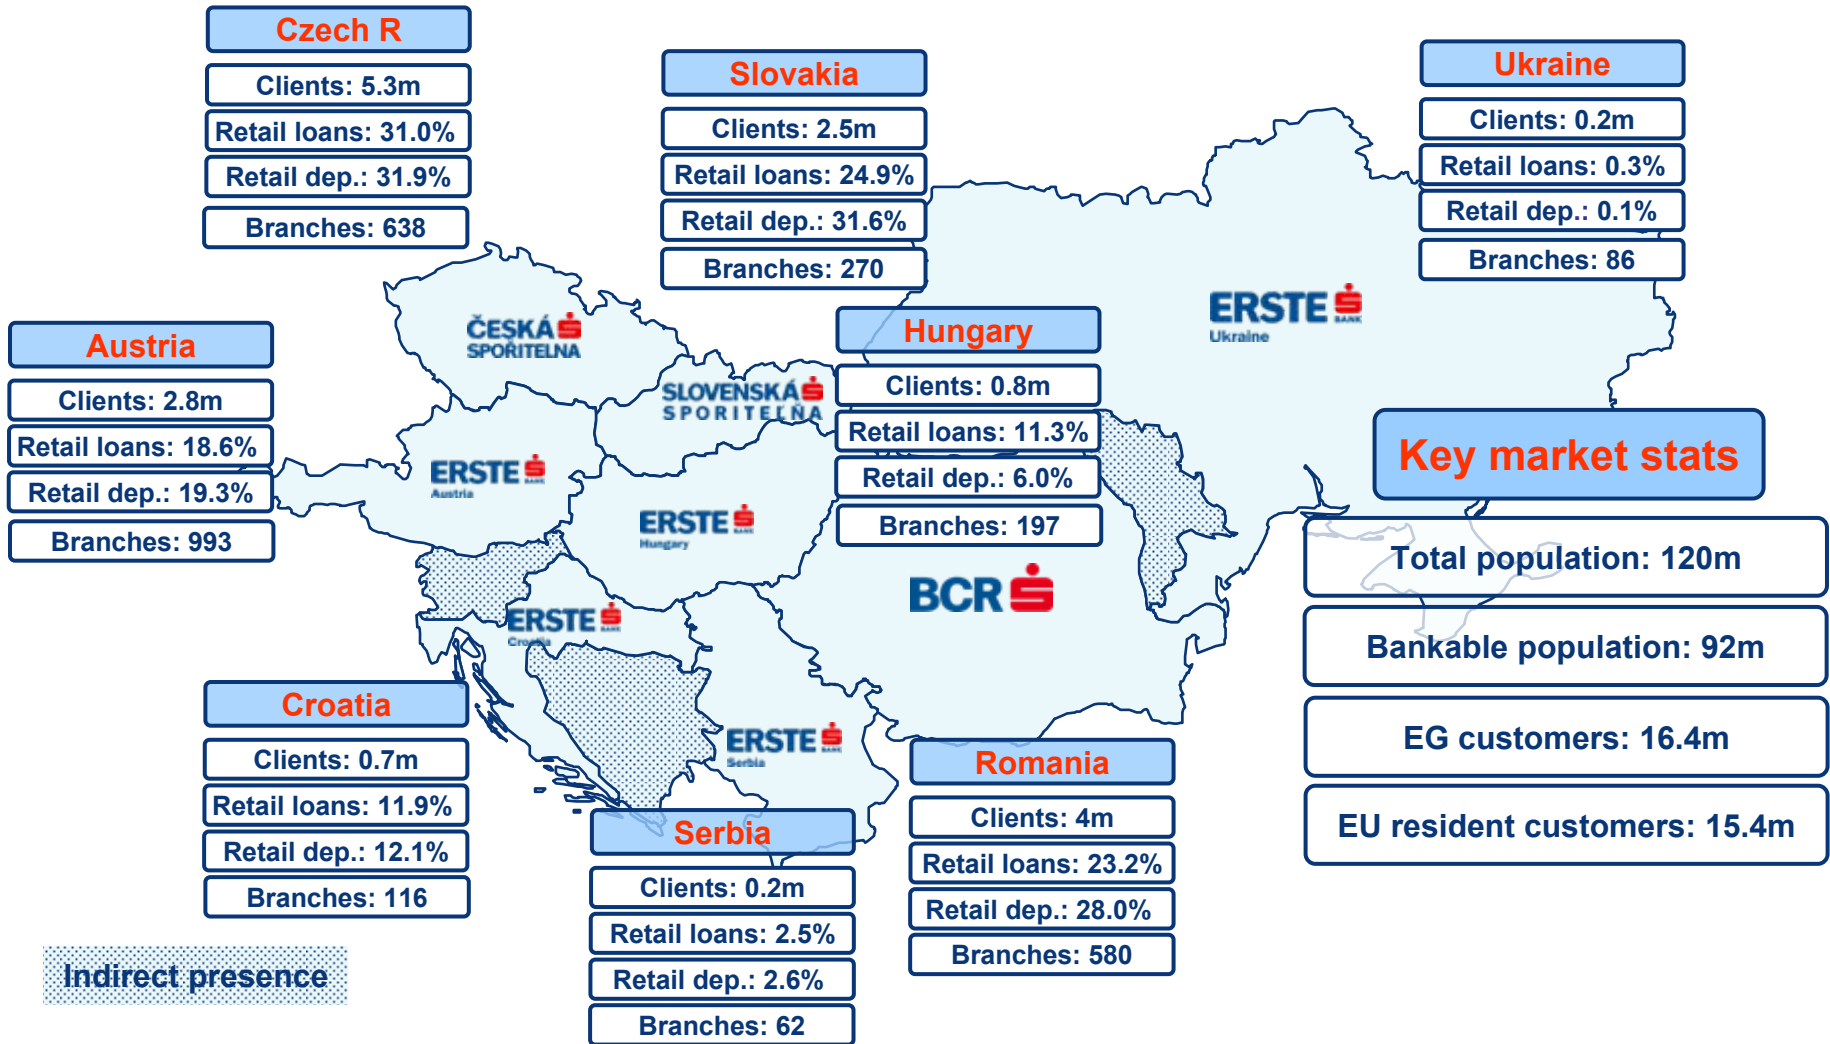 Czech R
Clients: 5.3m
Retail loans: 31.0%
Retail dep.: 31.9%
Branches: 638
Slovakia
Clients: 2.5m
Retail loans: 24.9%
Retail dep.: 31.6%
Branches: 270
Ukraine
Clients: 0.2m
Retail loans: 0.3%
Retail dep.: 0.1%
Branches: 86
ČESKÁ
SPOŘITELNA
ERSTE
BANK
Ukraine
Austria
Clients: 2.8m
Retail loans: 18.6%
Retail dep.: 19.3%
Branches: 993
SLOVENSKÁ
SPORITEĽŇA
ERSTE
BANK
Austria
Hungary
Clients: 0.8m
Retail loans: 11.3%
Retail dep.: 6.0%
Branches: 197
ERSTE
BANK
Hungary
BCR
ERSTE
BANK
Croatia
Key market stats
Total population: 120m
Bankable population: 92m
EG customers: 16.4m
EU resident customers: 15.4m
Croatia
Clients: 0.7m
Retail loans: 11.9%
Retail dep.: 12.1%
Branches: 116
ERSTE
BANK
Serbia
Serbia
Clients: 0.2m
Retail loans: 2.5%
Retail dep.: 2.6%
Branches: 62
Romania
Clients: 4m
Retail loans: 23.2%
Retail dep.: 28.0%
Branches: 580
Indirect presence